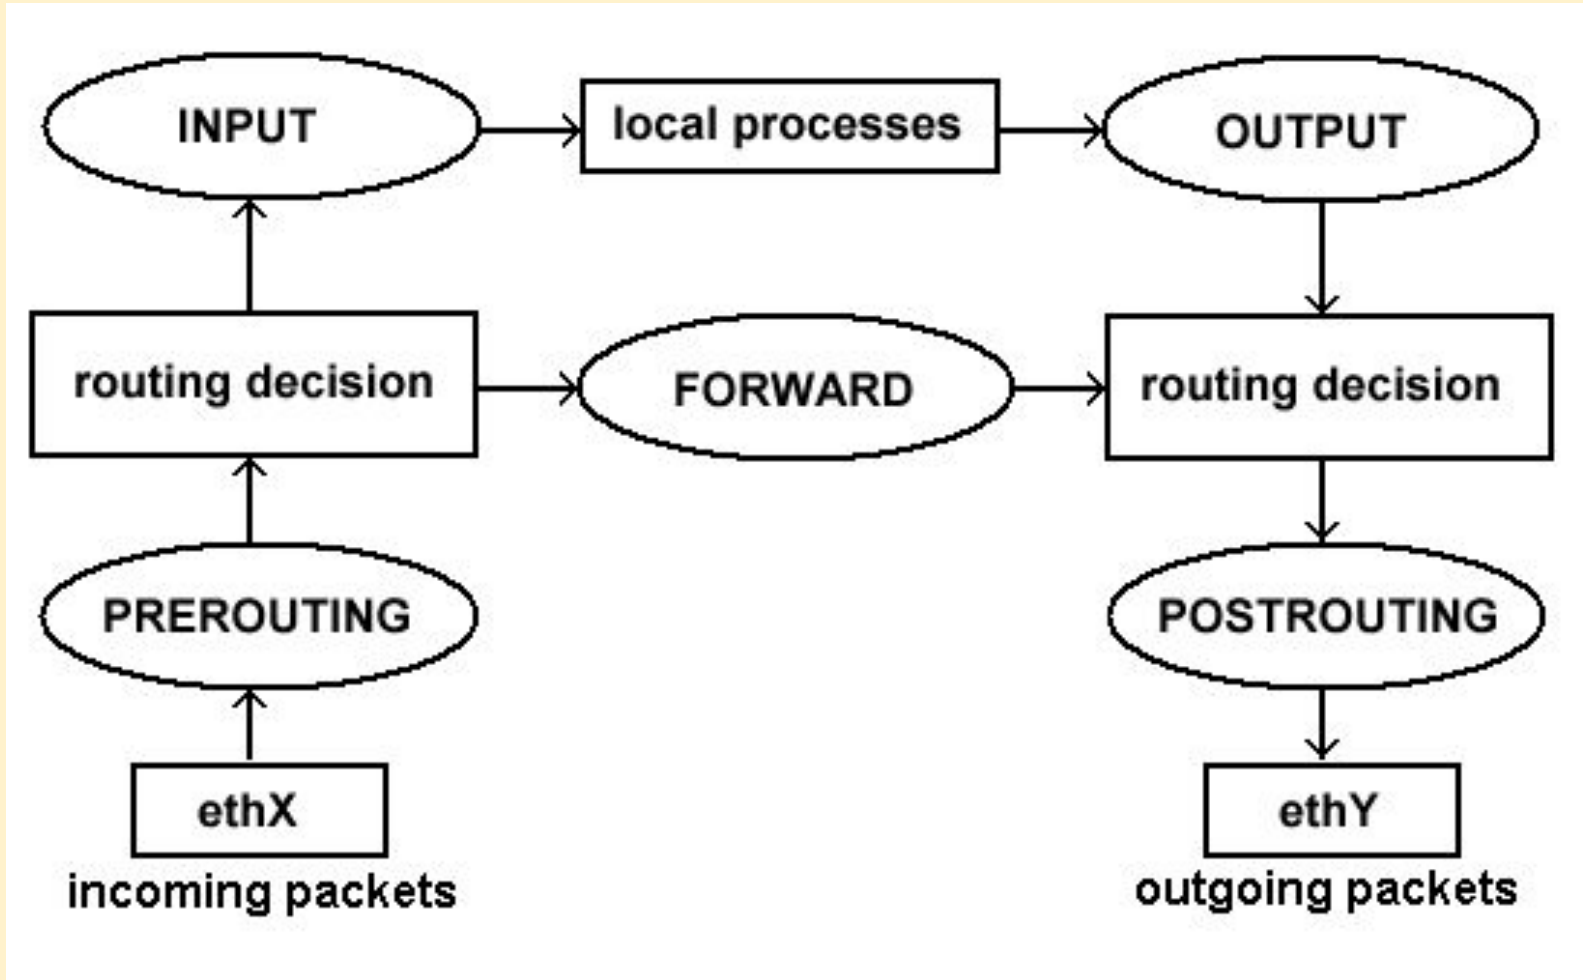 INPUT
local processes
OUTPUT
routing decision
FORWARD
routing decision
PREROUTING
POSTROUTING
ethX
ethY
incoming packets
outgoing packets